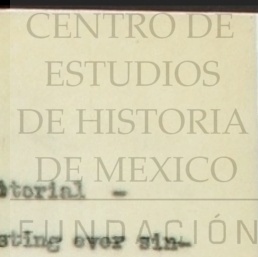 CENTRO DE
ESTUDIOS
DE HISTORIA
DE MEXICO
torial -
FUNDACIÓN
sting ever sin-